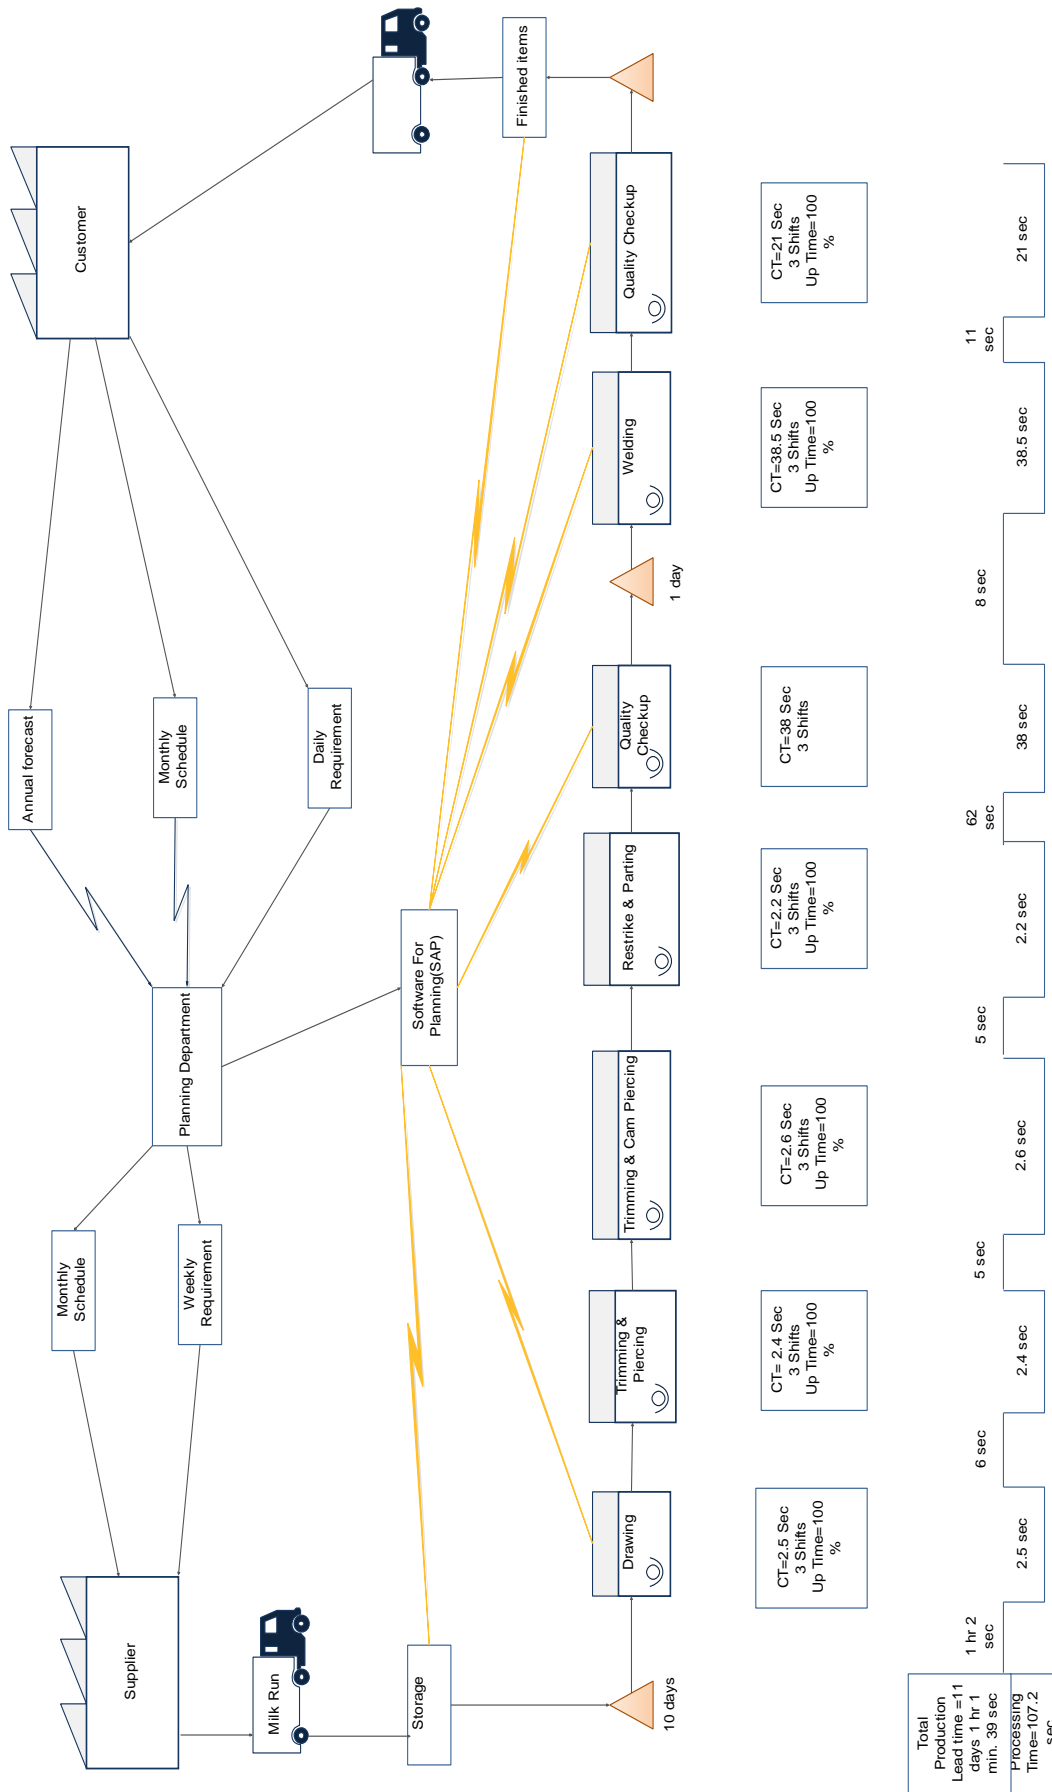 Supplier
Monthly
Schedule
Weekly
Requirement
Planning Department
Annual forecast
Monthly
Schedule
Daily
Requirement
Customer
Milk Run
Storage
Software For
Planning(SAP)
Finished items
10 days
Drawing
Trimming &
Piercing
Trimming & Cam Piercing
Restrike & Parting
Quality
Checkup
1 day
Welding
Quality Checkup
CT=2.5 Sec
3 Shifts
Up Time=100
%
CT= 2.4 Sec
3 Shifts
Up Time=100
%
CT=2.6 Sec
3 Shifts
Up Time=100
%
CT=2.2 Sec
3 Shifts
Up Time=100
%
CT=38 Sec
3 Shifts
CT=38.5 Sec
3 Shifts
Up Time=100
%
CT=21 Sec
3 Shifts
Up Time=100
%
Total
Production
Lead time =11
days 1 hr 1
min. 39 sec
Processing
Time=107.2
sec
1 hr 2
sec
2.5 sec
6 sec
2.4 sec
5 sec
2.6 sec
5 sec
2.2 sec
62
sec
38 sec
8 sec
38.5 sec
11
sec
21 sec